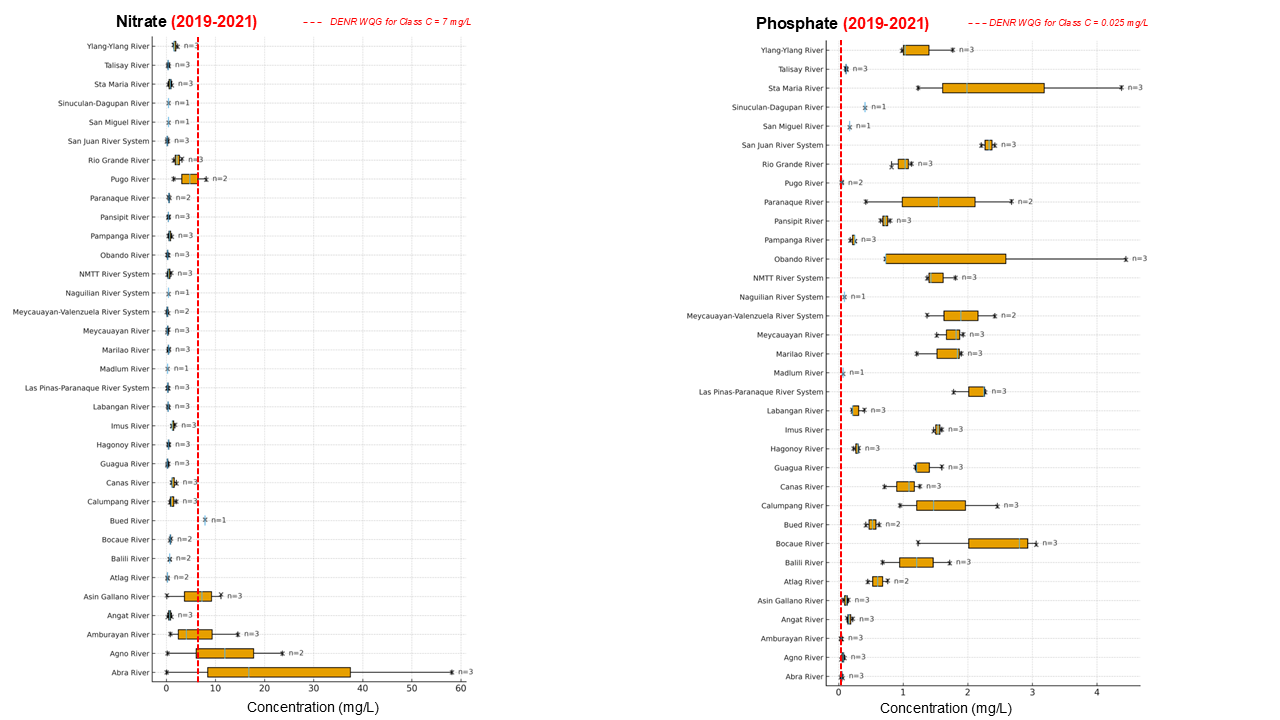 Nitrate (2019-2021)
--- DENR WQG for Class C = 7 mg/L
Ylang-Ylang River n=3
Talisay River n=3
Sta Maria River n=3
Sinuculan-Dagupan River n=1
San Miguel River n=1
San Juan River System n=3
Rio Grande River n=3
Pugo River n=2
Paranaque River n=2
Pansipit River n=3
Pampanga River n=3
Obando River n=3
NMTT River System n=3
Naguilian River System n=1
Meycauayan-Valenzuela River System n=2
Meycauayan River n=3
Marilao River n=3
Madlum River n=1
Las Pinas-Paranaque River System n=3
Labangan River n=3
Imus River n=3
Hagonoy River n=3
Guagua River n=3
Canas River n=3
Calumpang River n=3
Bued River n=1
Bocaue River n=2
Balili River n=2
Atlag River n=2
Asin Gallano River n=3
Angat River n=3
Amburayan River n=3
Agno River n=2
Abra River n=3
0 10 20 30 40 50 60
Concentration (mg/L)
Phosphate (2019-2021)
---DENR WQG for Class C = 0.025 mg/L
Ylang-Ylang River n=3
Talisay River n=3
Sta Maria River n=3
Sinuculan-Dagupan River n=1
San Miguel River n=1
San Juan River System n=3
Rio Grande River n=3
Pugo River n=2
Paranaque River n=2
Pansipit River n=3
Pampanga River n=3
Obando River n=3
NMTT River System n=3
Naguilian River System n=1
Meycauayan-Valenzuela River System n=2
Meycauayan River n=3
Marilao River n=3
Madlum River n=1
Las Pinas-Paranaque River System n=3
Labangan River n=3
Imus River n=3
Hagonoy River n=3
Guagua River n=3
Canas River n=3
Calumpang River n=3
Bued River n=2
Bocaue River n=3
Balili River n=3
Atlag River n=2
Asin Gallano River n=3
Angat River n=3
Amburayan River n=3
Agno River n=3
Abra River n=3
0 1 2 3 4
Concentration (mg/L)